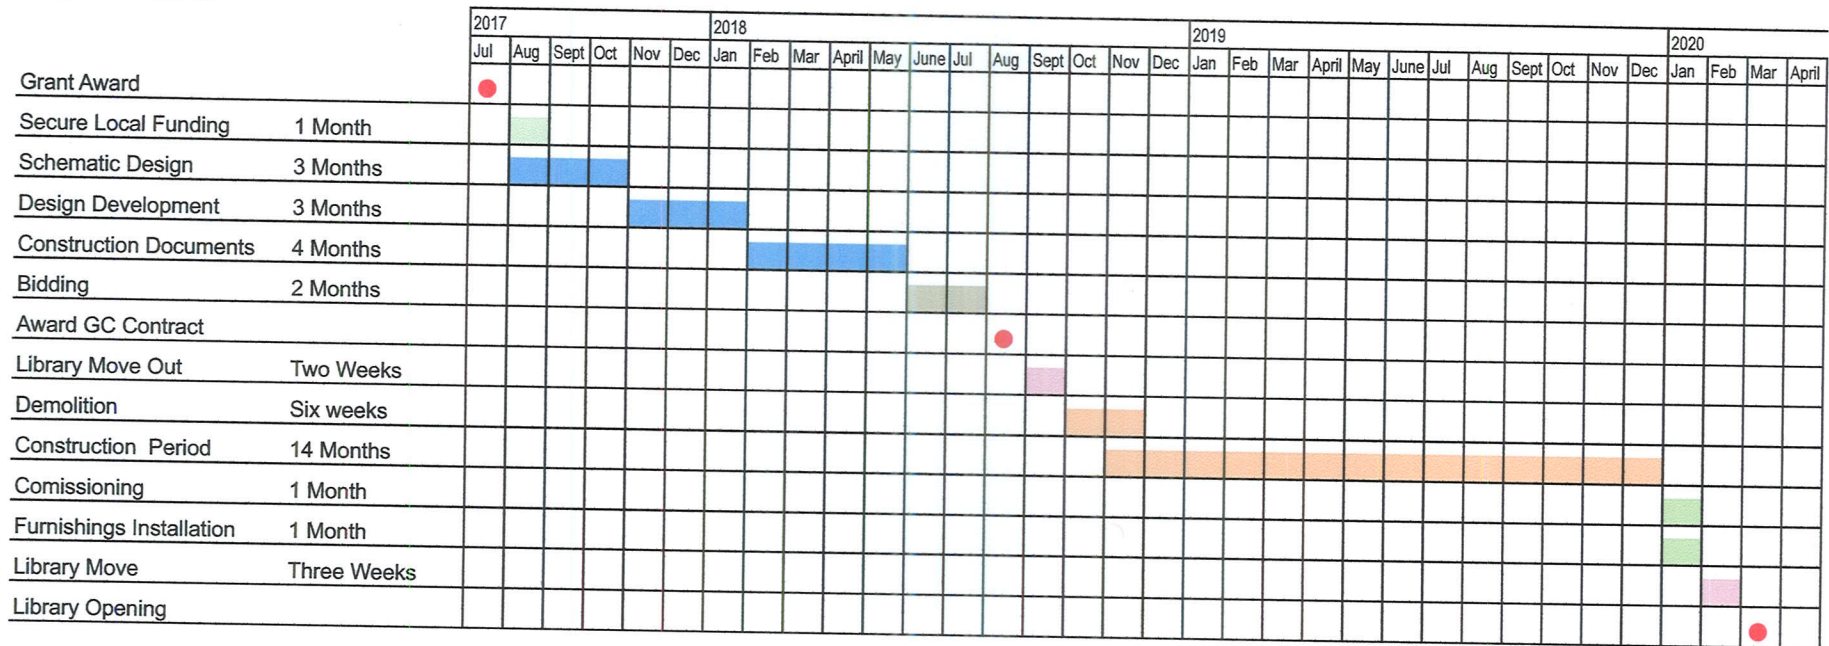 2017 2018 2019 2020
Jul Aug Sept Oct Nov Dec Jan Feb Mar April May June Jul Aug Sept Oct Nov Dec Jan Feb Mar April May June Jul Aug Sept Oct Nov Dec Jan Feb Mar April
Grant Award
Secure Local Funding 1 Month
Schematic Design 3 Months
Design Development 3 Months
Construction Documents 4 Months
Bidding 2 Months
Award GC Contract
Library Move Out Two Weeks
Demolition Six weeks
Construction Period 14 Months
Comissioning 1 Month
Furnishings Installation 1 Month
Library Move Three Weeks
Library Opening